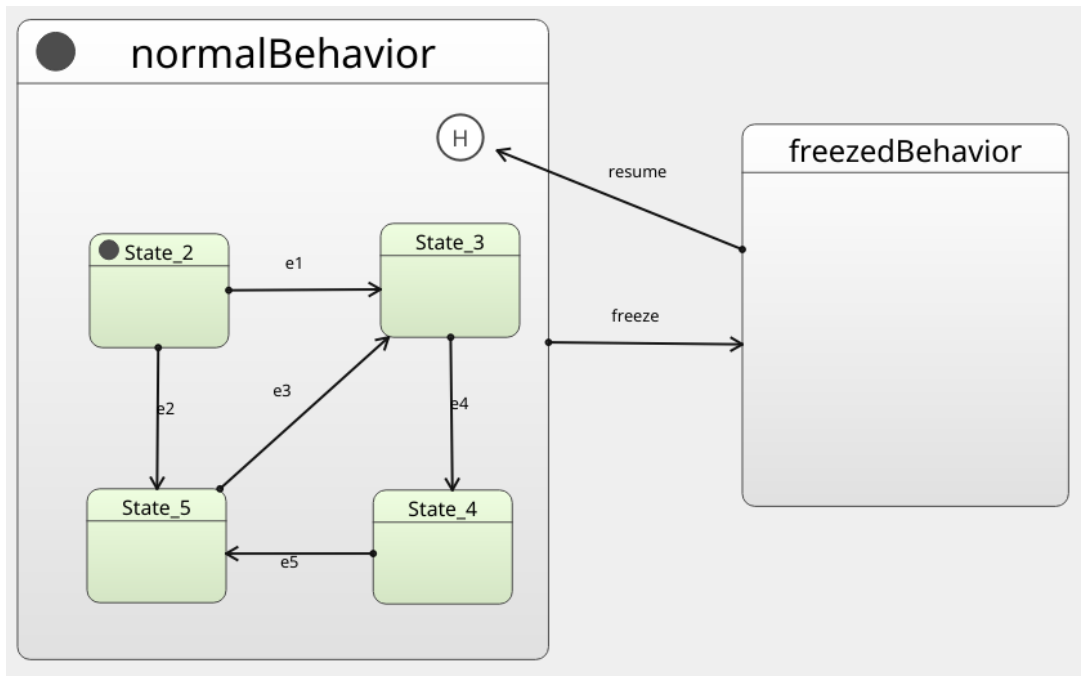 normalBehavior
H
freezedBehavior
resume
State_2
e1
State_3
freeze
e2
e3
e4
State_5
State_4
e5